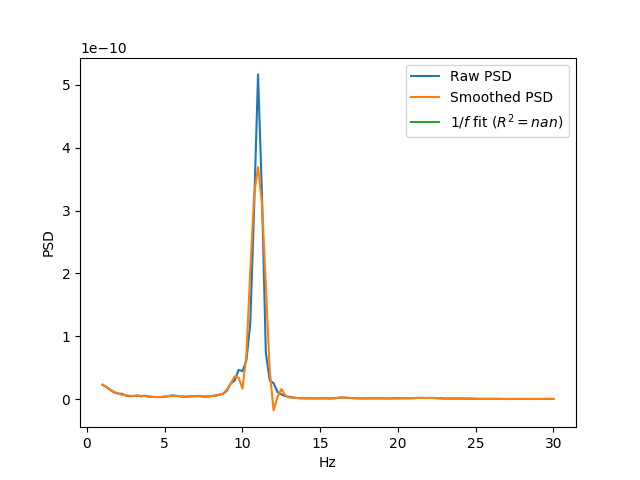 1e−10
Raw PSD
Smoothed PSD
1/f fit (R² = nan)
5
4
3
2
1
0
PSD
0 5 10 15 20 25 30
Hz